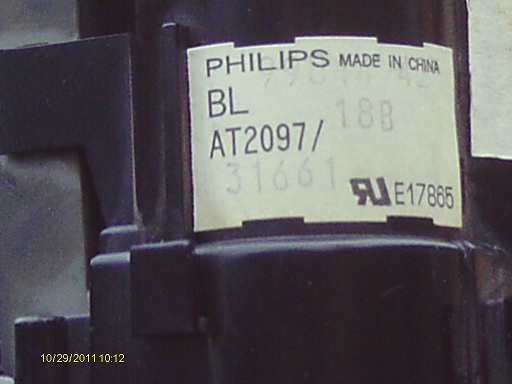 PHILIPS MADE IN CHINA
BL
18B
AT2097/
31661
E17865
10/29/2011 10:12